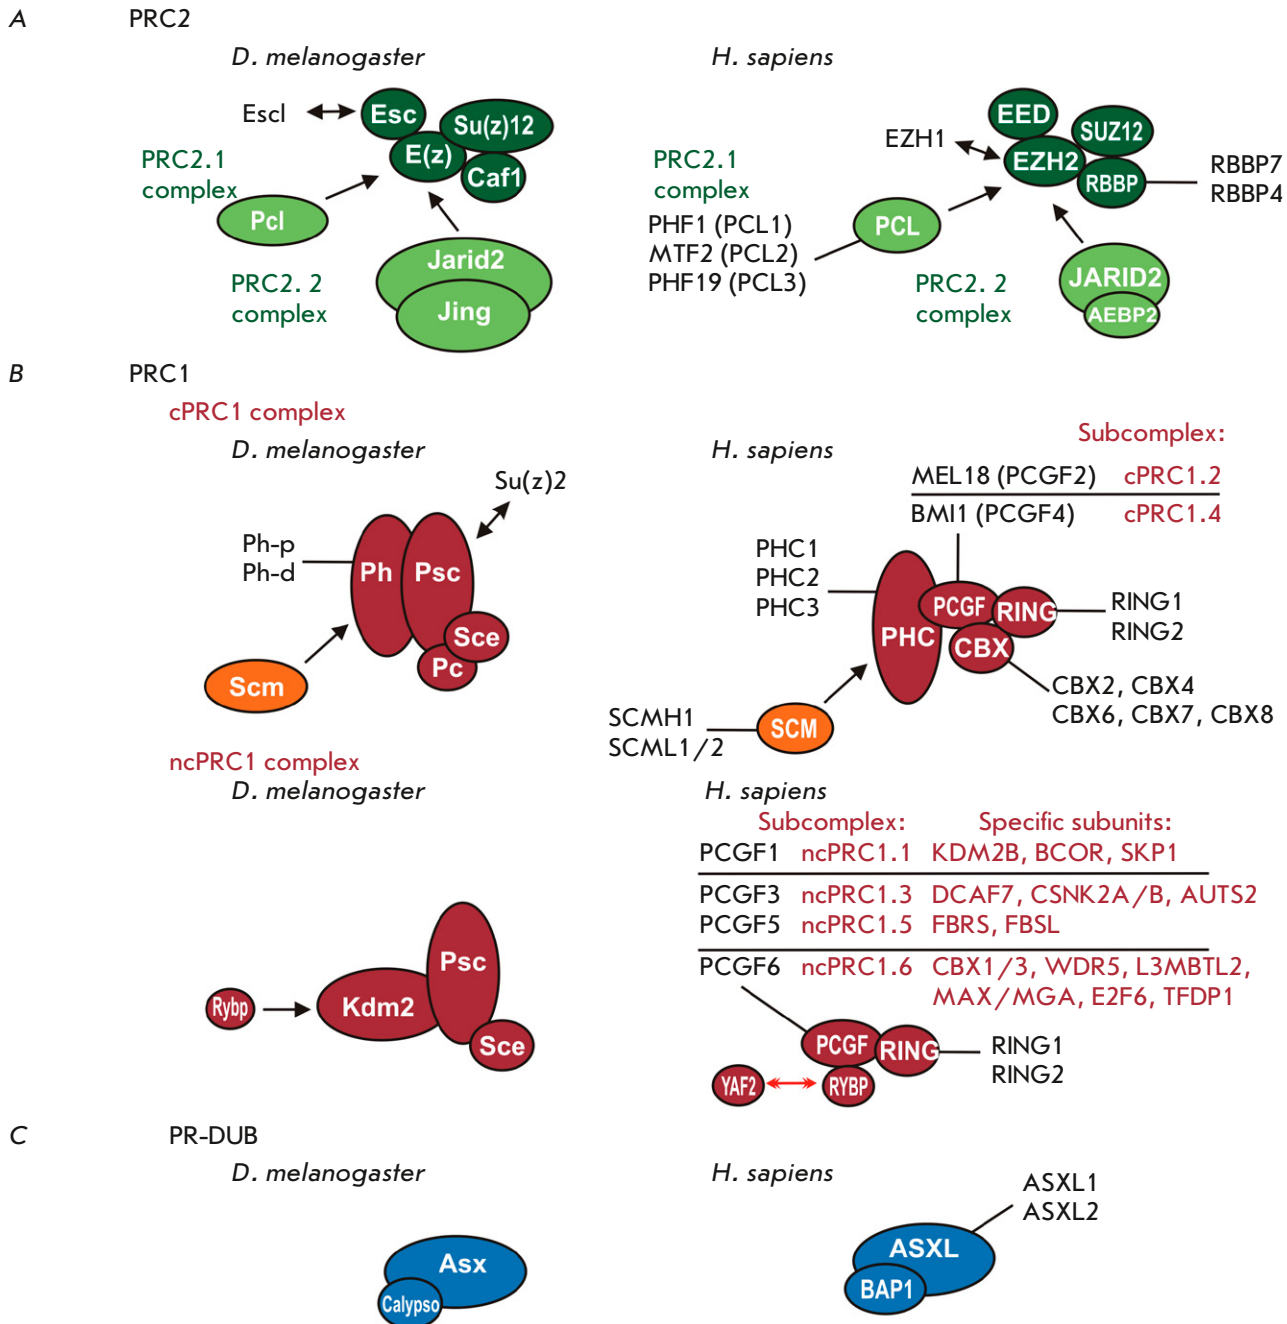 A PRC2
D. melanogaster
H. sapiens
Escl
Esc
Su(z)12
E(z)
Caf1
PRC2.1
complex
Pcl
Jarid2
Jing
PRC2. 2
complex
EED
SUZ12
EZH1
EZH2
RBBP
RBBP7
RBBP4
PRC2.1
complex
PHF1 (PCL1)
MTF2 (PCL2)
PHF19 (PCL3)
PCL
PRC2. 2
complex
JARID2
AEBP2
B PRC1
cPRC1 complex
D. melanogaster
H. sapiens
Su(z)2
Ph-p
Ph-d
Ph
Psc
Sce
Pc
Scm
Subcomplex:
MEL18 (PCGF2) cPRC1.2
BMI1 (PCGF4) cPRC1.4
PHC1
PHC2
PHC3
PHC
PCGF
RING
CBX
RING1
RING2
CBX2, CBX4
CBX6, CBX7, CBX8
SCMH1
SCML1/2
SCM
ncPRC1 complex
D. melanogaster
H. sapiens
Subcomplex: Specific subunits:
PCGF1 ncPRC1.1 KDM2B, BCOR, SKP1
PCGF3 ncPRC1.3 DCAF7, CSNK2A/B, AUTS2
PCGF5 ncPRC1.5 FBRS, FBSL
PCGF6 ncPRC1.6 CBX1/3, WDR5, L3MBTL2,
MAX/MGA, E2F6, TFDP1
Rybp
Kdm2
Psc
Sce
PCGF
RING
RING1
RING2
YAF2
RYBP
C PR-DUB
D. melanogaster
H. sapiens
Asx
Calypso
ASXL1
ASXL2
ASXL
BAP1